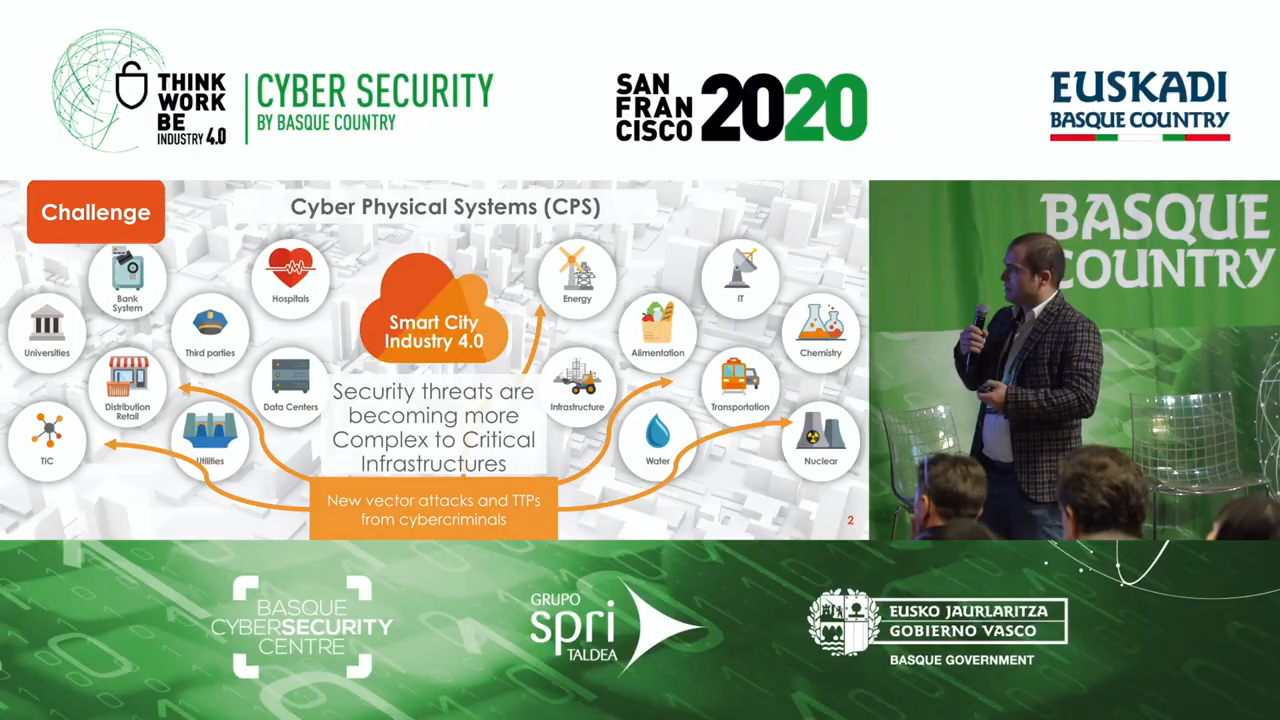 THINK
WORK
BE
INDUSTRY 4.0
CYBER SECURITY
BY BASQUE COUNTRY
SAN
FRAN
CISCO
2020
EUSKADI
BASQUE COUNTRY
Challenge
Cyber Physical Systems (CPS)
Bank
System
Hospitals
Energy
IT
Universities
Third parties
Smart City
Industry 4.0
Alimentation
Chemistry
Distribution
Retail
Data Centers
Infrastructure
Transportation
TIC
Utilities
Water
Nuclear
Security threats are
becoming more
Complex to Critical
Infrastructures
New vector attacks and TTPs
from cybercriminals
2
BASQUE
COUNTRY
BASQUE
CYBERSECURITY
CENTRE
GRUPO
spri
TALDEA
EUSKO JAURLARITZA
GOBIERNO VASCO
BASQUE GOVERNMENT